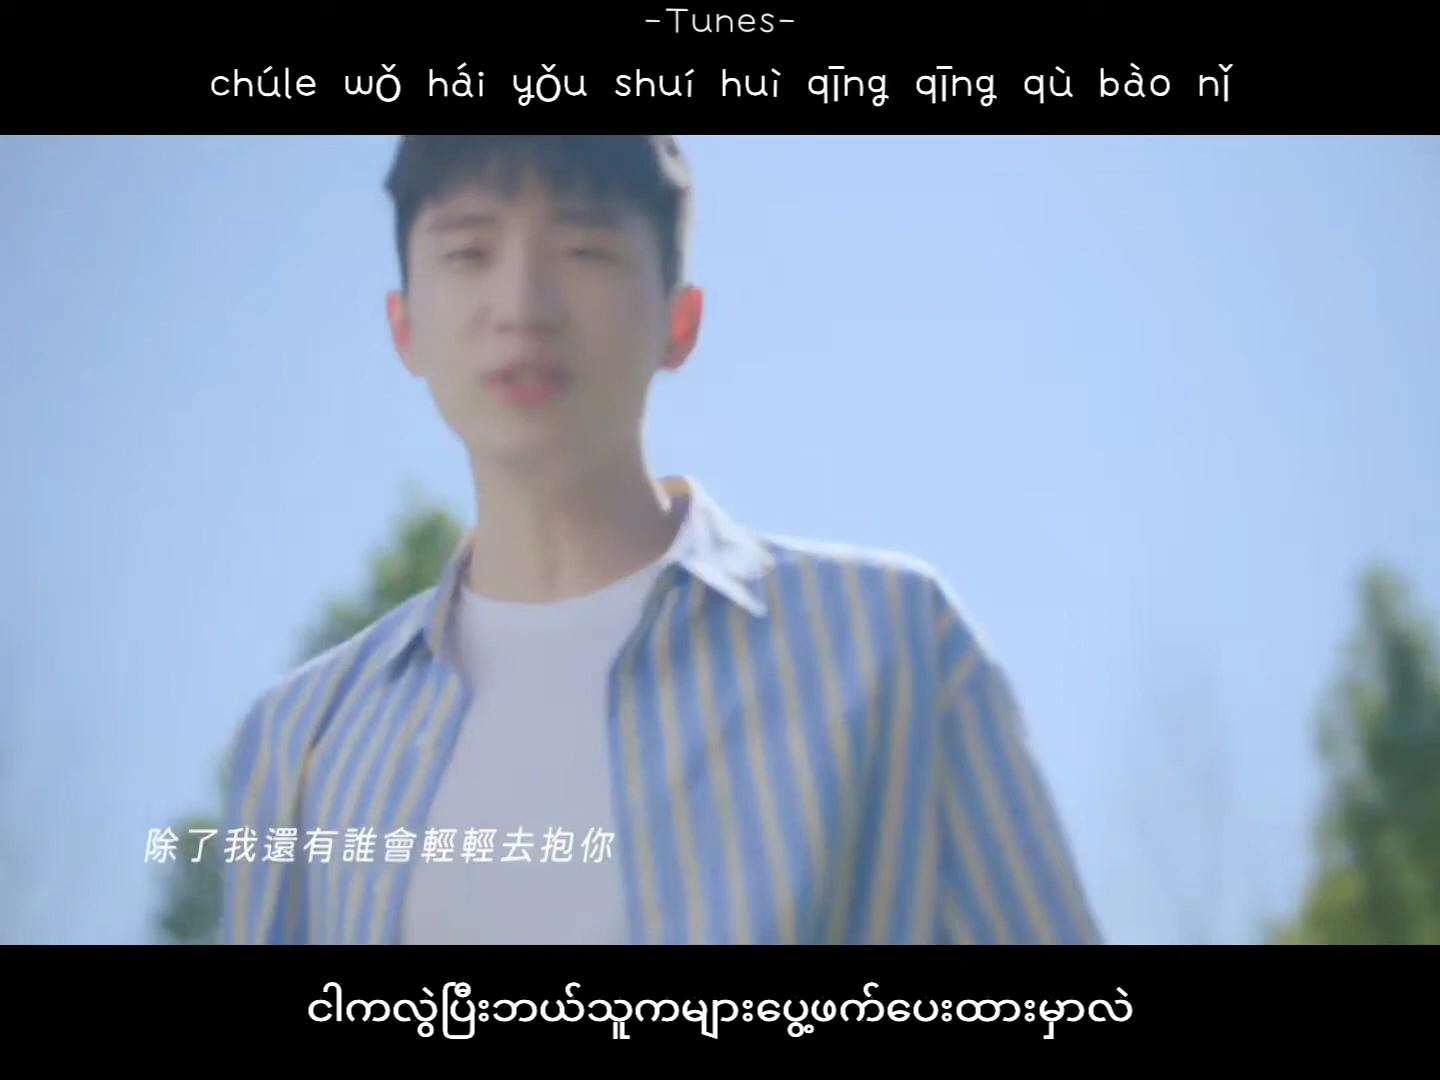 -Tunes-
chúle wǒ hái yǒu shuí huì qīng qīng qù bào nǐ
除了我還有誰會輕輕去抱你
ငါကလွဲပြီးဘယ်သူကများပွေ့ဖက်ပေးထားမှာလဲ